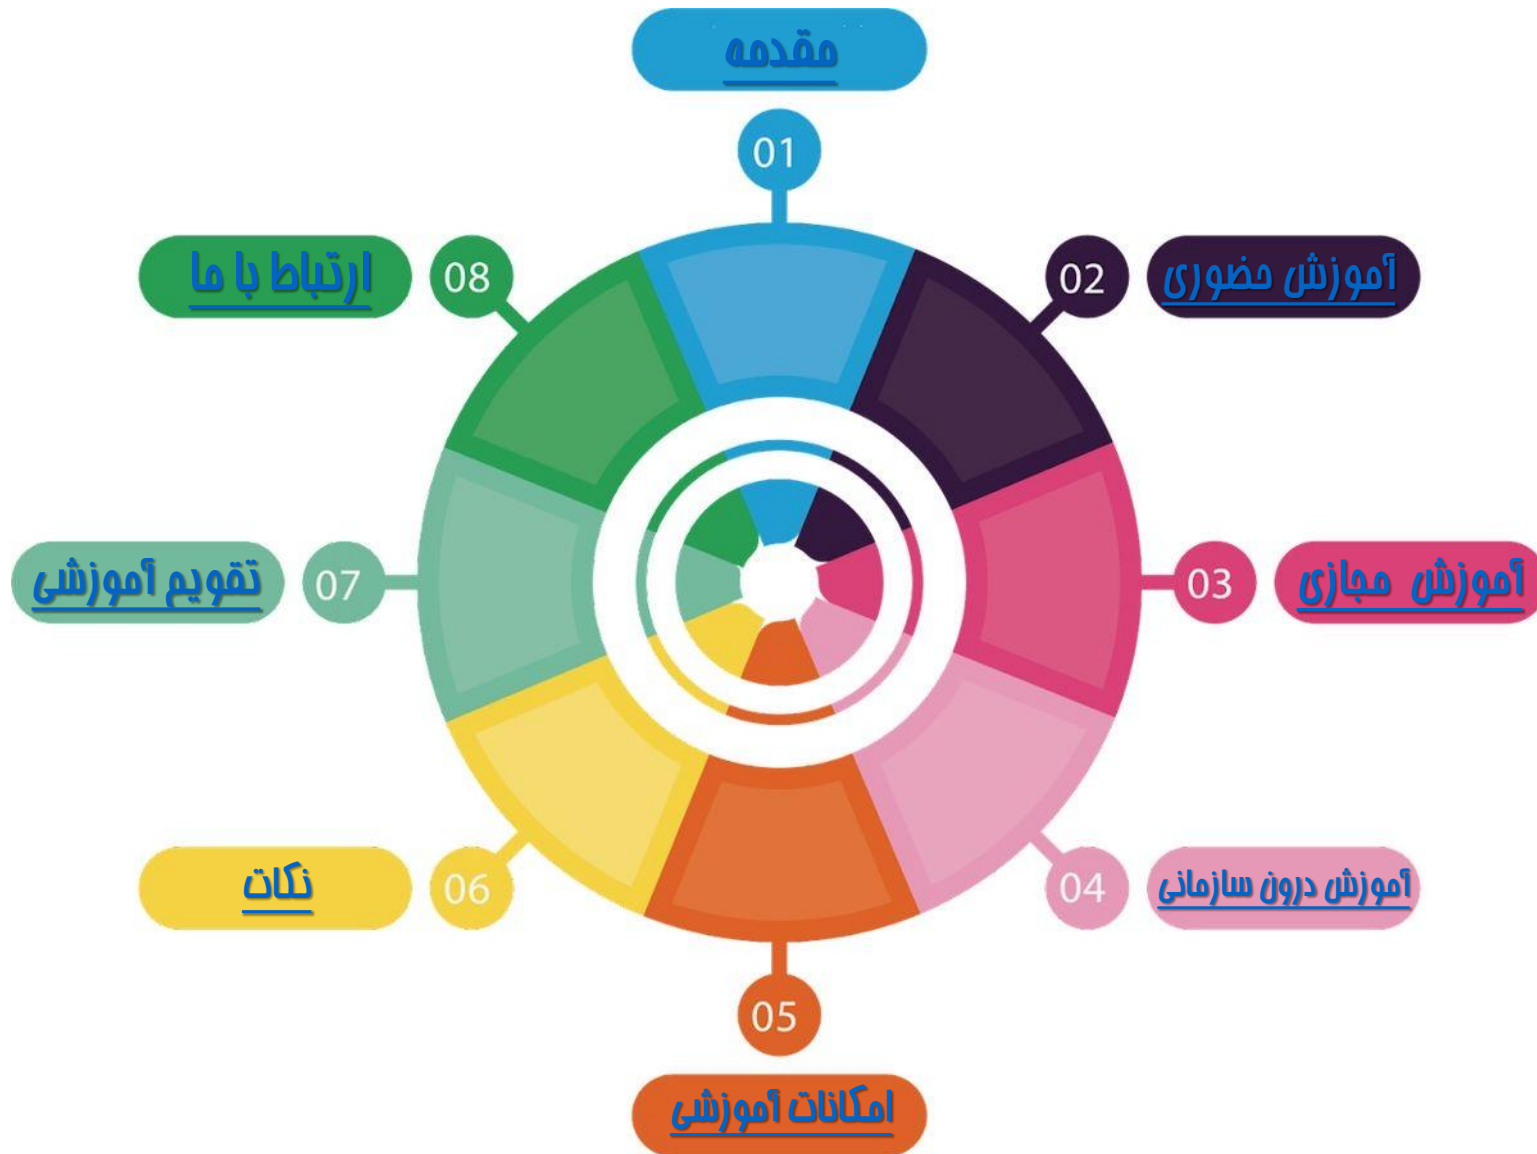 مقدمه
01
آموزش حضوری
02
آموزش مجازی
03
آموزش درون سازمانی
04
05
امکانات آموزشی
06
نکات
07
تقویم آموزشی
08
ارتباط با ما